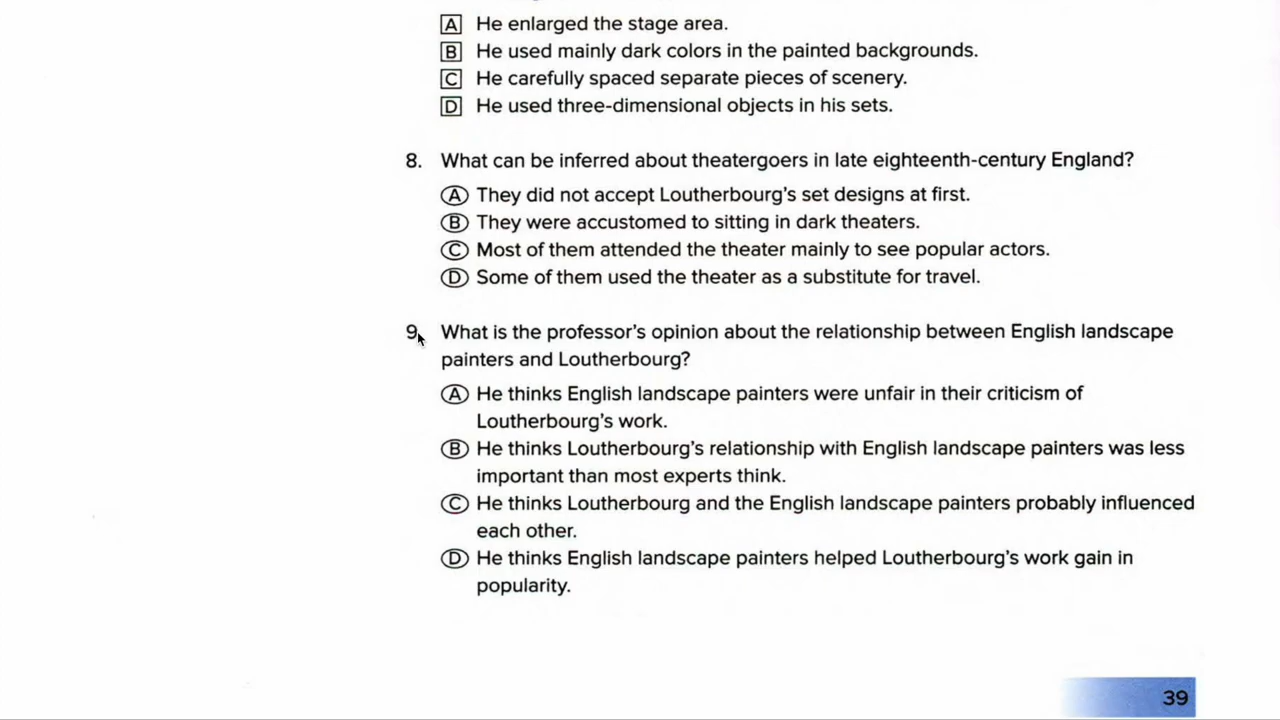 A He enlarged the stage area.
B He used mainly dark colors in the painted backgrounds.
C He carefully spaced separate pieces of scenery.
D He used three-dimensional objects in his sets.
8. What can be inferred about theatergoers in late eighteenth-century England?
A They did not accept Loutherbourg's set designs at first.
B They were accustomed to sitting in dark theaters.
C Most of them attended the theater mainly to see popular actors.
D Some of them used the theater as a substitute for travel.
9. What is the professor's opinion about the relationship between English landscape
painters and Loutherbourg?
A He thinks English landscape painters were unfair in their criticism of
Loutherbourg's work.
B He thinks Loutherbourg's relationship with English landscape painters was less
important than most experts think.
C He thinks Loutherbourg and the English landscape painters probably influenced
each other.
D He thinks English landscape painters helped Loutherbourg's work gain in
popularity.
39